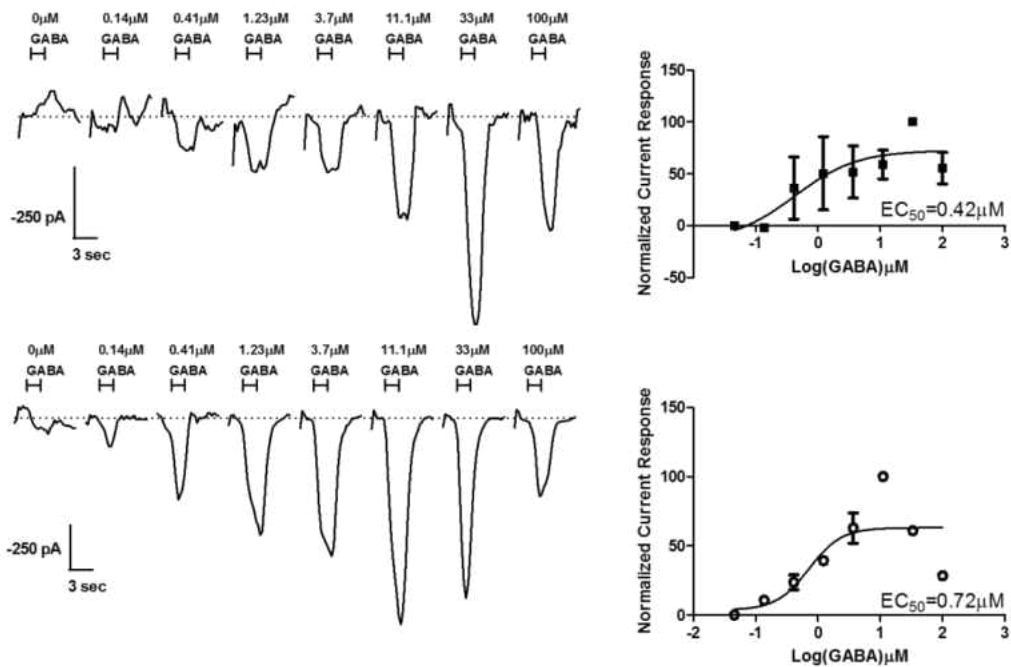 0μM 0.14μM 0.41μM 1.23μM 3.7μM 11.1μM 33μM 100μM
GABA GABA GABA GABA GABA GABA GABA GABA
-250 pA
3 sec
Normalized Current Response
150
100
50
0
-50
-1 0 1 2 3
EC50=0.42μM
Log(GABA)μM
0μM 0.14μM 0.41μM 1.23μM 3.7μM 11.1μM 33μM 100μM
GABA GABA GABA GABA GABA GABA GABA GABA
-250 pA
3 sec
Normalized Current Response
150
100
50
0
-2 -1 0 1 2 3
EC50=0.72μM
Log(GABA)μM